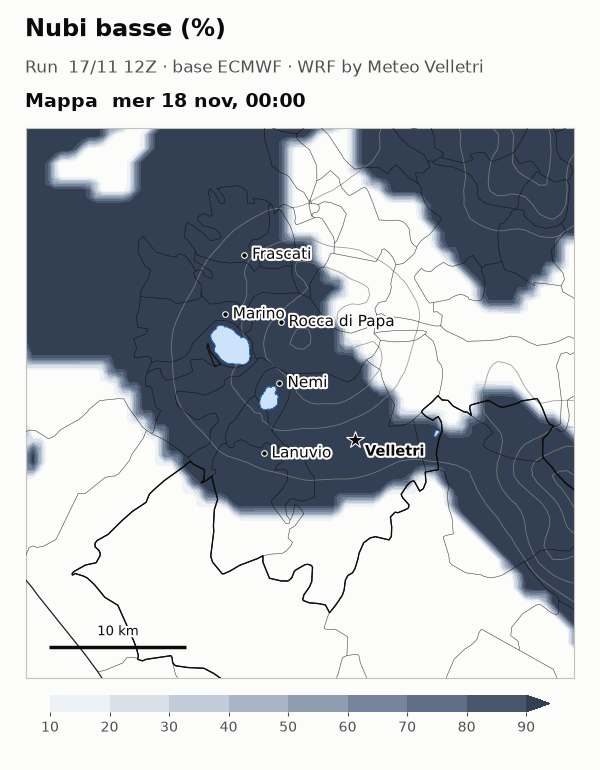 Nubi basse (%)
Run  17/11 12Z · base ECMWF · WRF by Meteo Velletri
Mappa  mer 18 nov, 00:00
Frascati
Marino
Rocca di Papa
Nemi
Velletri
Lanuvio
10 km
10 20 30 40 50 60 70 80 90